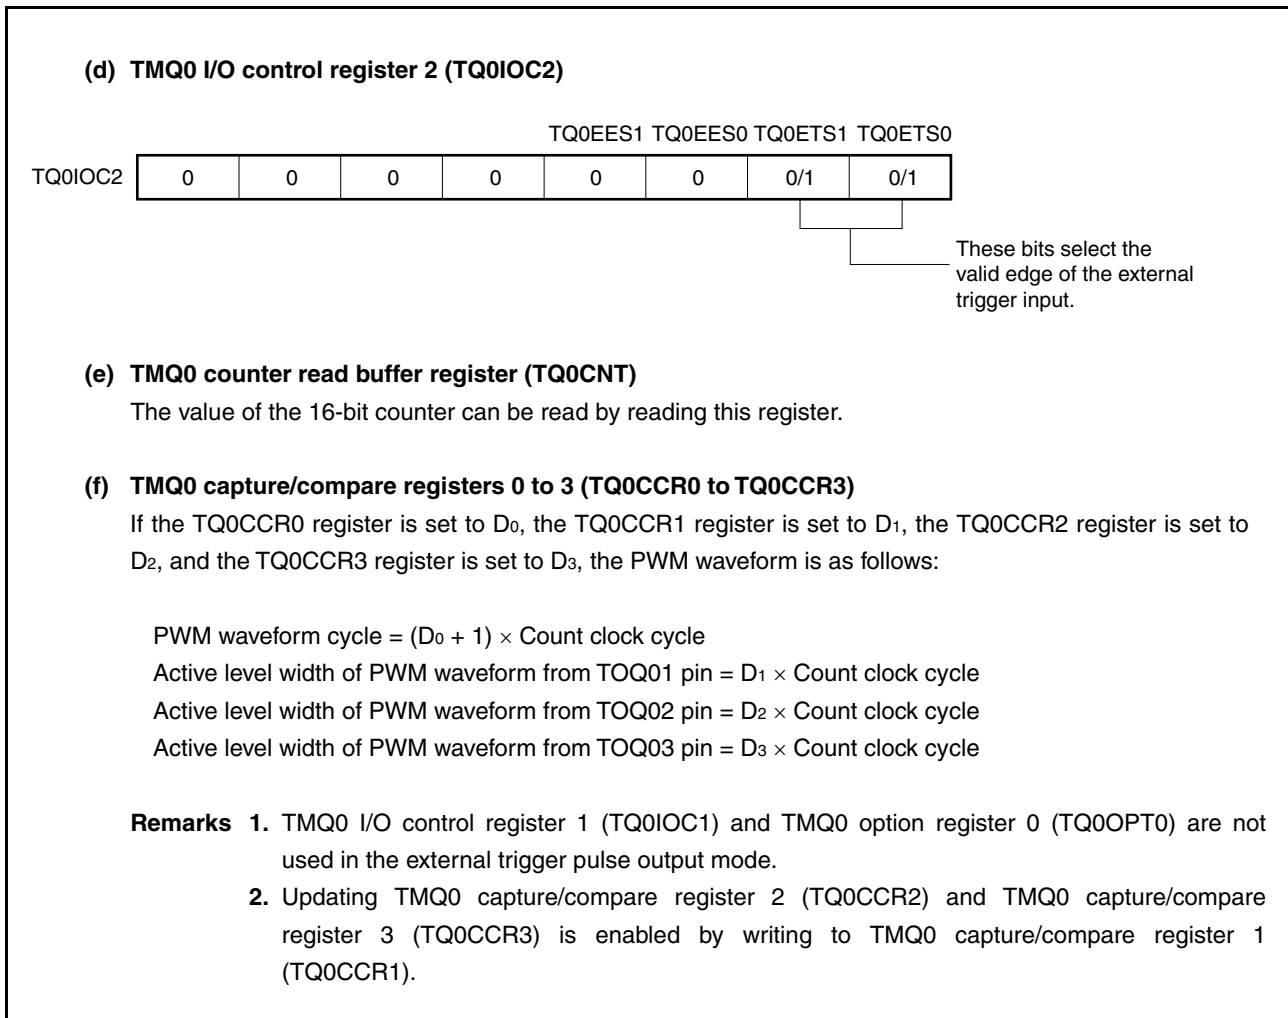 (d) TMQ0 I/O control register 2 (TQ0IOC2)
TQ0EES1 TQ0EES0 TQ0ETS1 TQ0ETS0
TQ0IOC2 0 0 0 0 0 0 0/1 0/1
These bits select the
valid edge of the external
trigger input.
(e) TMQ0 counter read buffer register (TQ0CNT)
The value of the 16-bit counter can be read by reading this register.
(f) TMQ0 capture/compare registers 0 to 3 (TQ0CCR0 to TQ0CCR3)
If the TQ0CCR0 register is set to D0, the TQ0CCR1 register is set to D1, the TQ0CCR2 register is set to
D2, and the TQ0CCR3 register is set to D3, the PWM waveform is as follows:
PWM waveform cycle = (D0 + 1) × Count clock cycle
Active level width of PWM waveform from TOQ01 pin = D1 × Count clock cycle
Active level width of PWM waveform from TOQ02 pin = D2 × Count clock cycle
Active level width of PWM waveform from TOQ03 pin = D3 × Count clock cycle
Remarks 1. TMQ0 I/O control register 1 (TQ0IOC1) and TMQ0 option register 0 (TQ0OPT0) are not
used in the external trigger pulse output mode.
2. Updating TMQ0 capture/compare register 2 (TQ0CCR2) and TMQ0 capture/compare
register 3 (TQ0CCR3) is enabled by writing to TMQ0 capture/compare register 1
(TQ0CCR1).